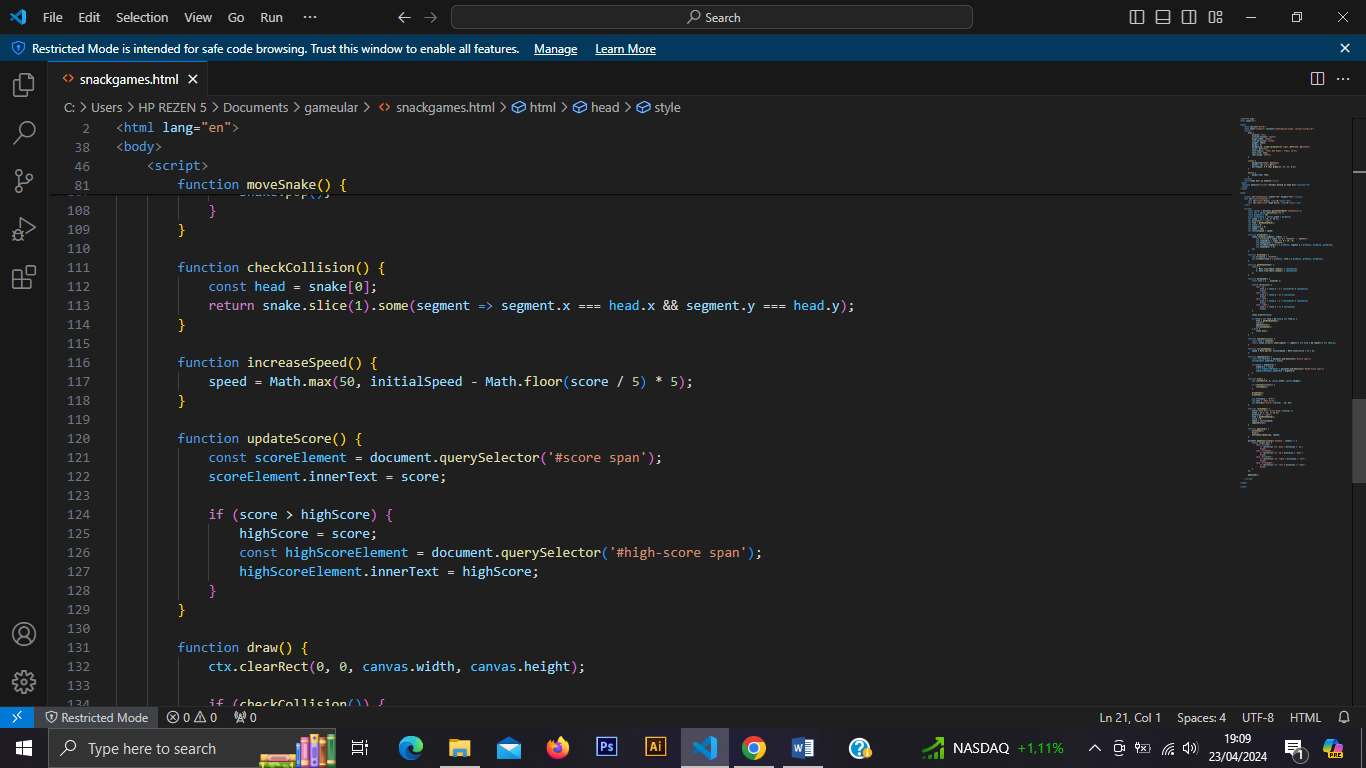 File Edit Selection View Go Run ··· Search
Restricted Mode is intended for safe code browsing. Trust this window to enable all features. Manage Learn More
snackgames.html
C: > Users > HP REZEN 5 > Documents > gameular > snackgames.html > html > head > style
2 <html lang="en">
38 <body>
46 <script>
81 function moveSnake() {
108 }
109 }
110
111 function checkCollision() {
112 const head = snake[0];
113 return snake.slice(1).some(segment => segment.x === head.x && segment.y === head.y);
114 }
115
116 function increaseSpeed() {
117 speed = Math.max(50, initialSpeed - Math.floor(score / 5) * 5);
118 }
119
120 function updateScore() {
121 const scoreElement = document.querySelector('#score span');
122 scoreElement.innerText = score;
123
124 if (score > highScore) {
125 highScore = score;
126 const highScoreElement = document.querySelector('#high-score span');
127 highScoreElement.innerText = highScore;
128 }
129 }
130
131 function draw() {
132 ctx.clearRect(0, 0, canvas.width, canvas.height);
133
134 if (checkCollision()) {
Restricted Mode 0 0 0 Ln 21, Col 1 Spaces: 4 UTF-8 HTML
Type here to search Ps Ai NASDAQ +1,11% 19:09
23/04/2024 1 PRE